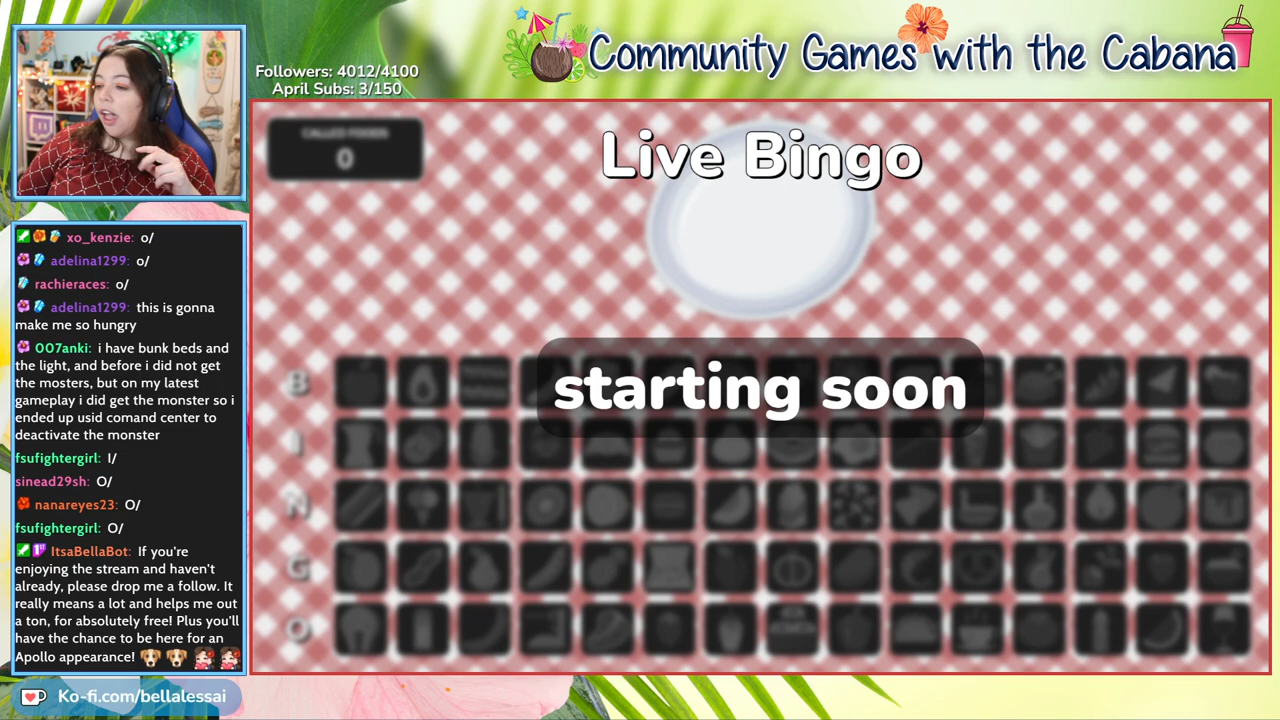 Community Games with the Cabana
Followers: 4012/4100
April Subs: 3/150
CALLED FOODS
0
Live Bingo
starting soon
B
I
N
G
O
xo_kenzie: o/
adelina1299: o/
rachieraces: o/
adelina1299: this is gonna
make me so hungry
007anki: i have bunk beds and
the light, and before i did not get
the mosters, but on my latest
gameplay i did get the monster so i
ended up usid comand center to
deactivate the monster
fsufightergirl: I/
sinead29sh: O/
nanareyes23: O/
fsufightergirl: O/
ItsaBellaBot: If you're
enjoying the stream and haven't
already, please drop me a follow. It
really means a lot and helps me out
a ton, for absolutely free! Plus you'll
have the chance to be here for an
Apollo appearance!
Ko-fi.com/bellalessai